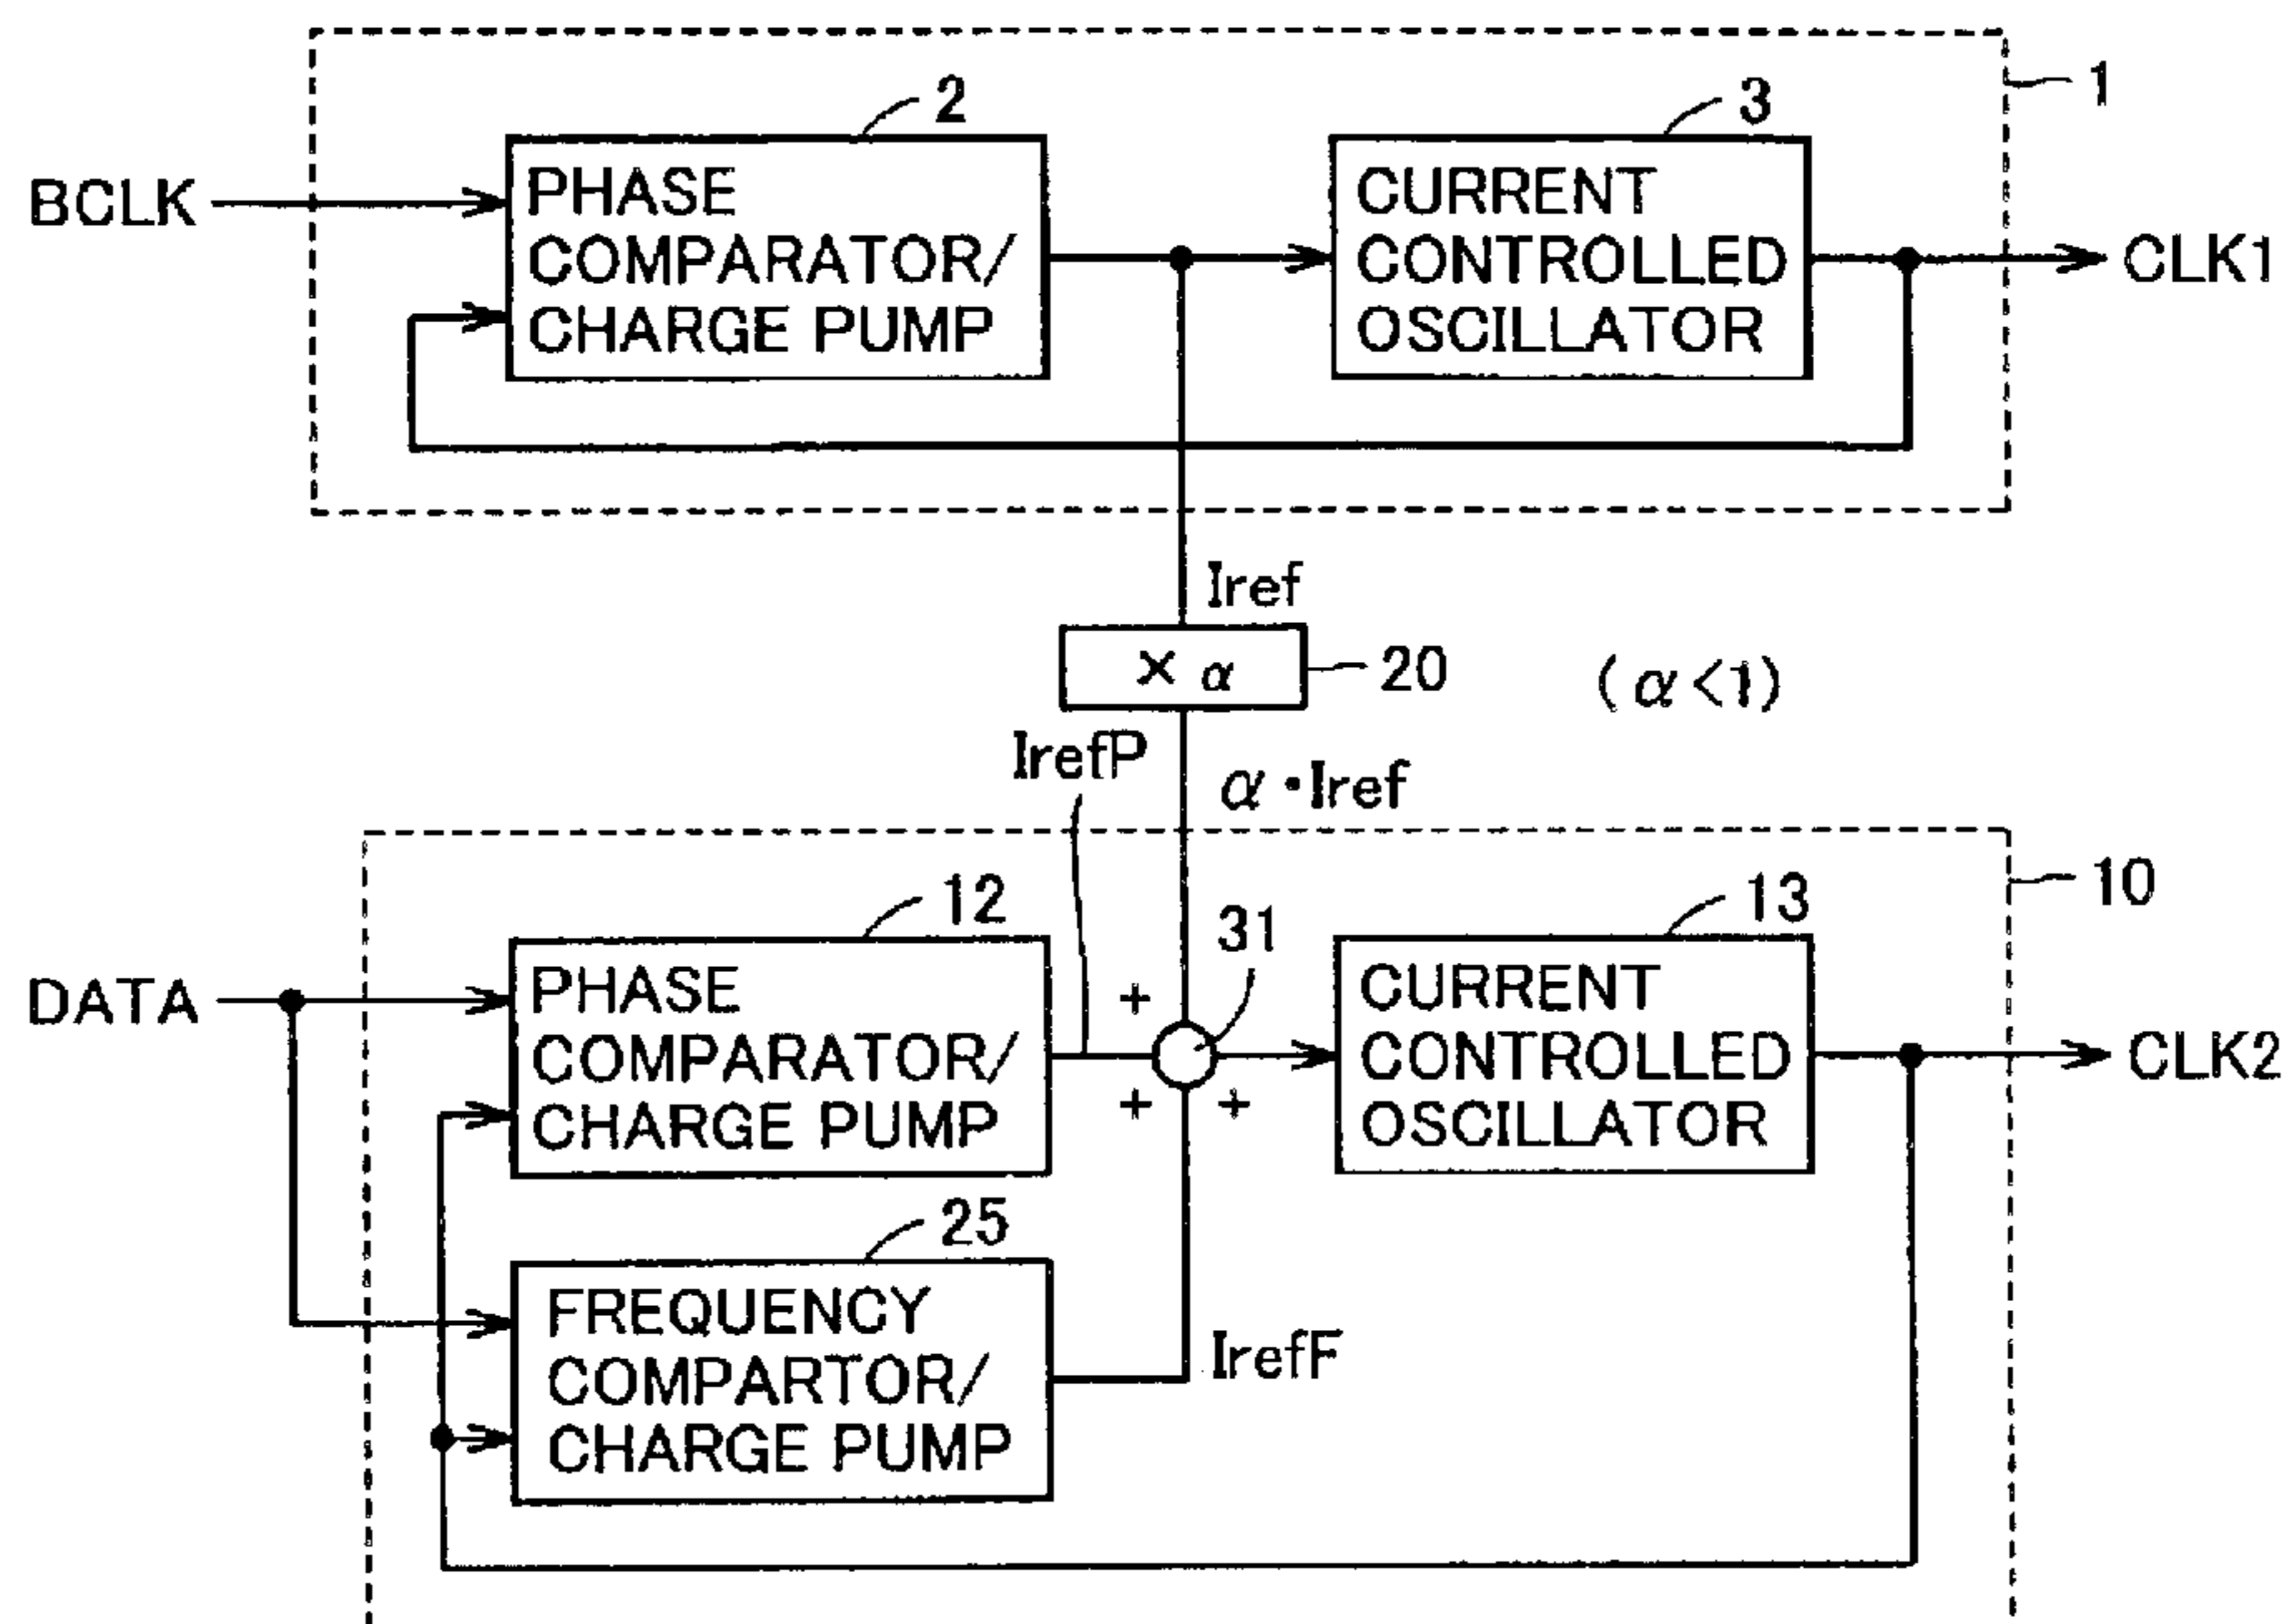 1
2
3
BCLK
PHASE
COMPARATOR/
CHARGE PUMP
CURRENT
CONTROLLED
OSCILLATOR
CLK1
Iref
× α
20
(α<1)
IrefP
α・Iref
10
12
31
13
DATA
PHASE
COMPARATOR/
CHARGE PUMP
+
+
+
CURRENT
CONTROLLED
OSCILLATOR
CLK2
25
FREQUENCY
COMPARTOR/
CHARGE PUMP
IrefF